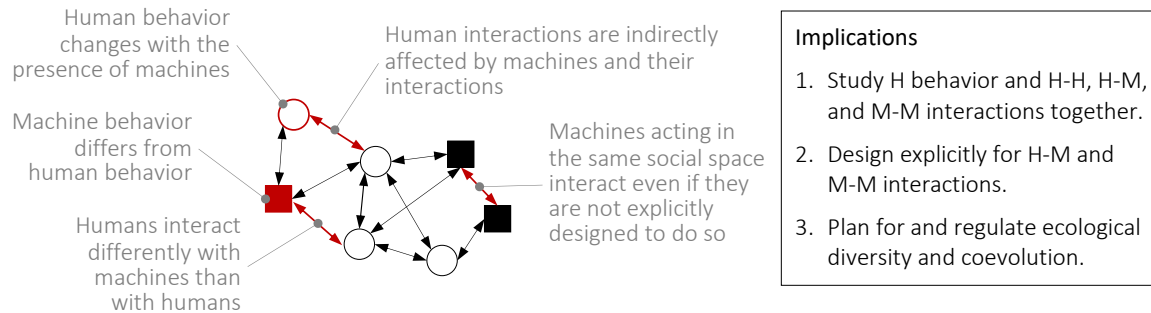 Human behavior
changes with the
presence of machines
Human interactions are indirectly
affected by machines and their
interactions
Machine behavior
differs from
human behavior
Machines acting in
the same social space
interact even if they
are not explicitly
designed to do so
Humans interact
differently with
machines than
with humans
Implications
1. Study H behavior and H-H, H-M,
and M-M interactions together.
2. Design explicitly for H-M and
M-M interactions.
3. Plan for and regulate ecological
diversity and coevolution.